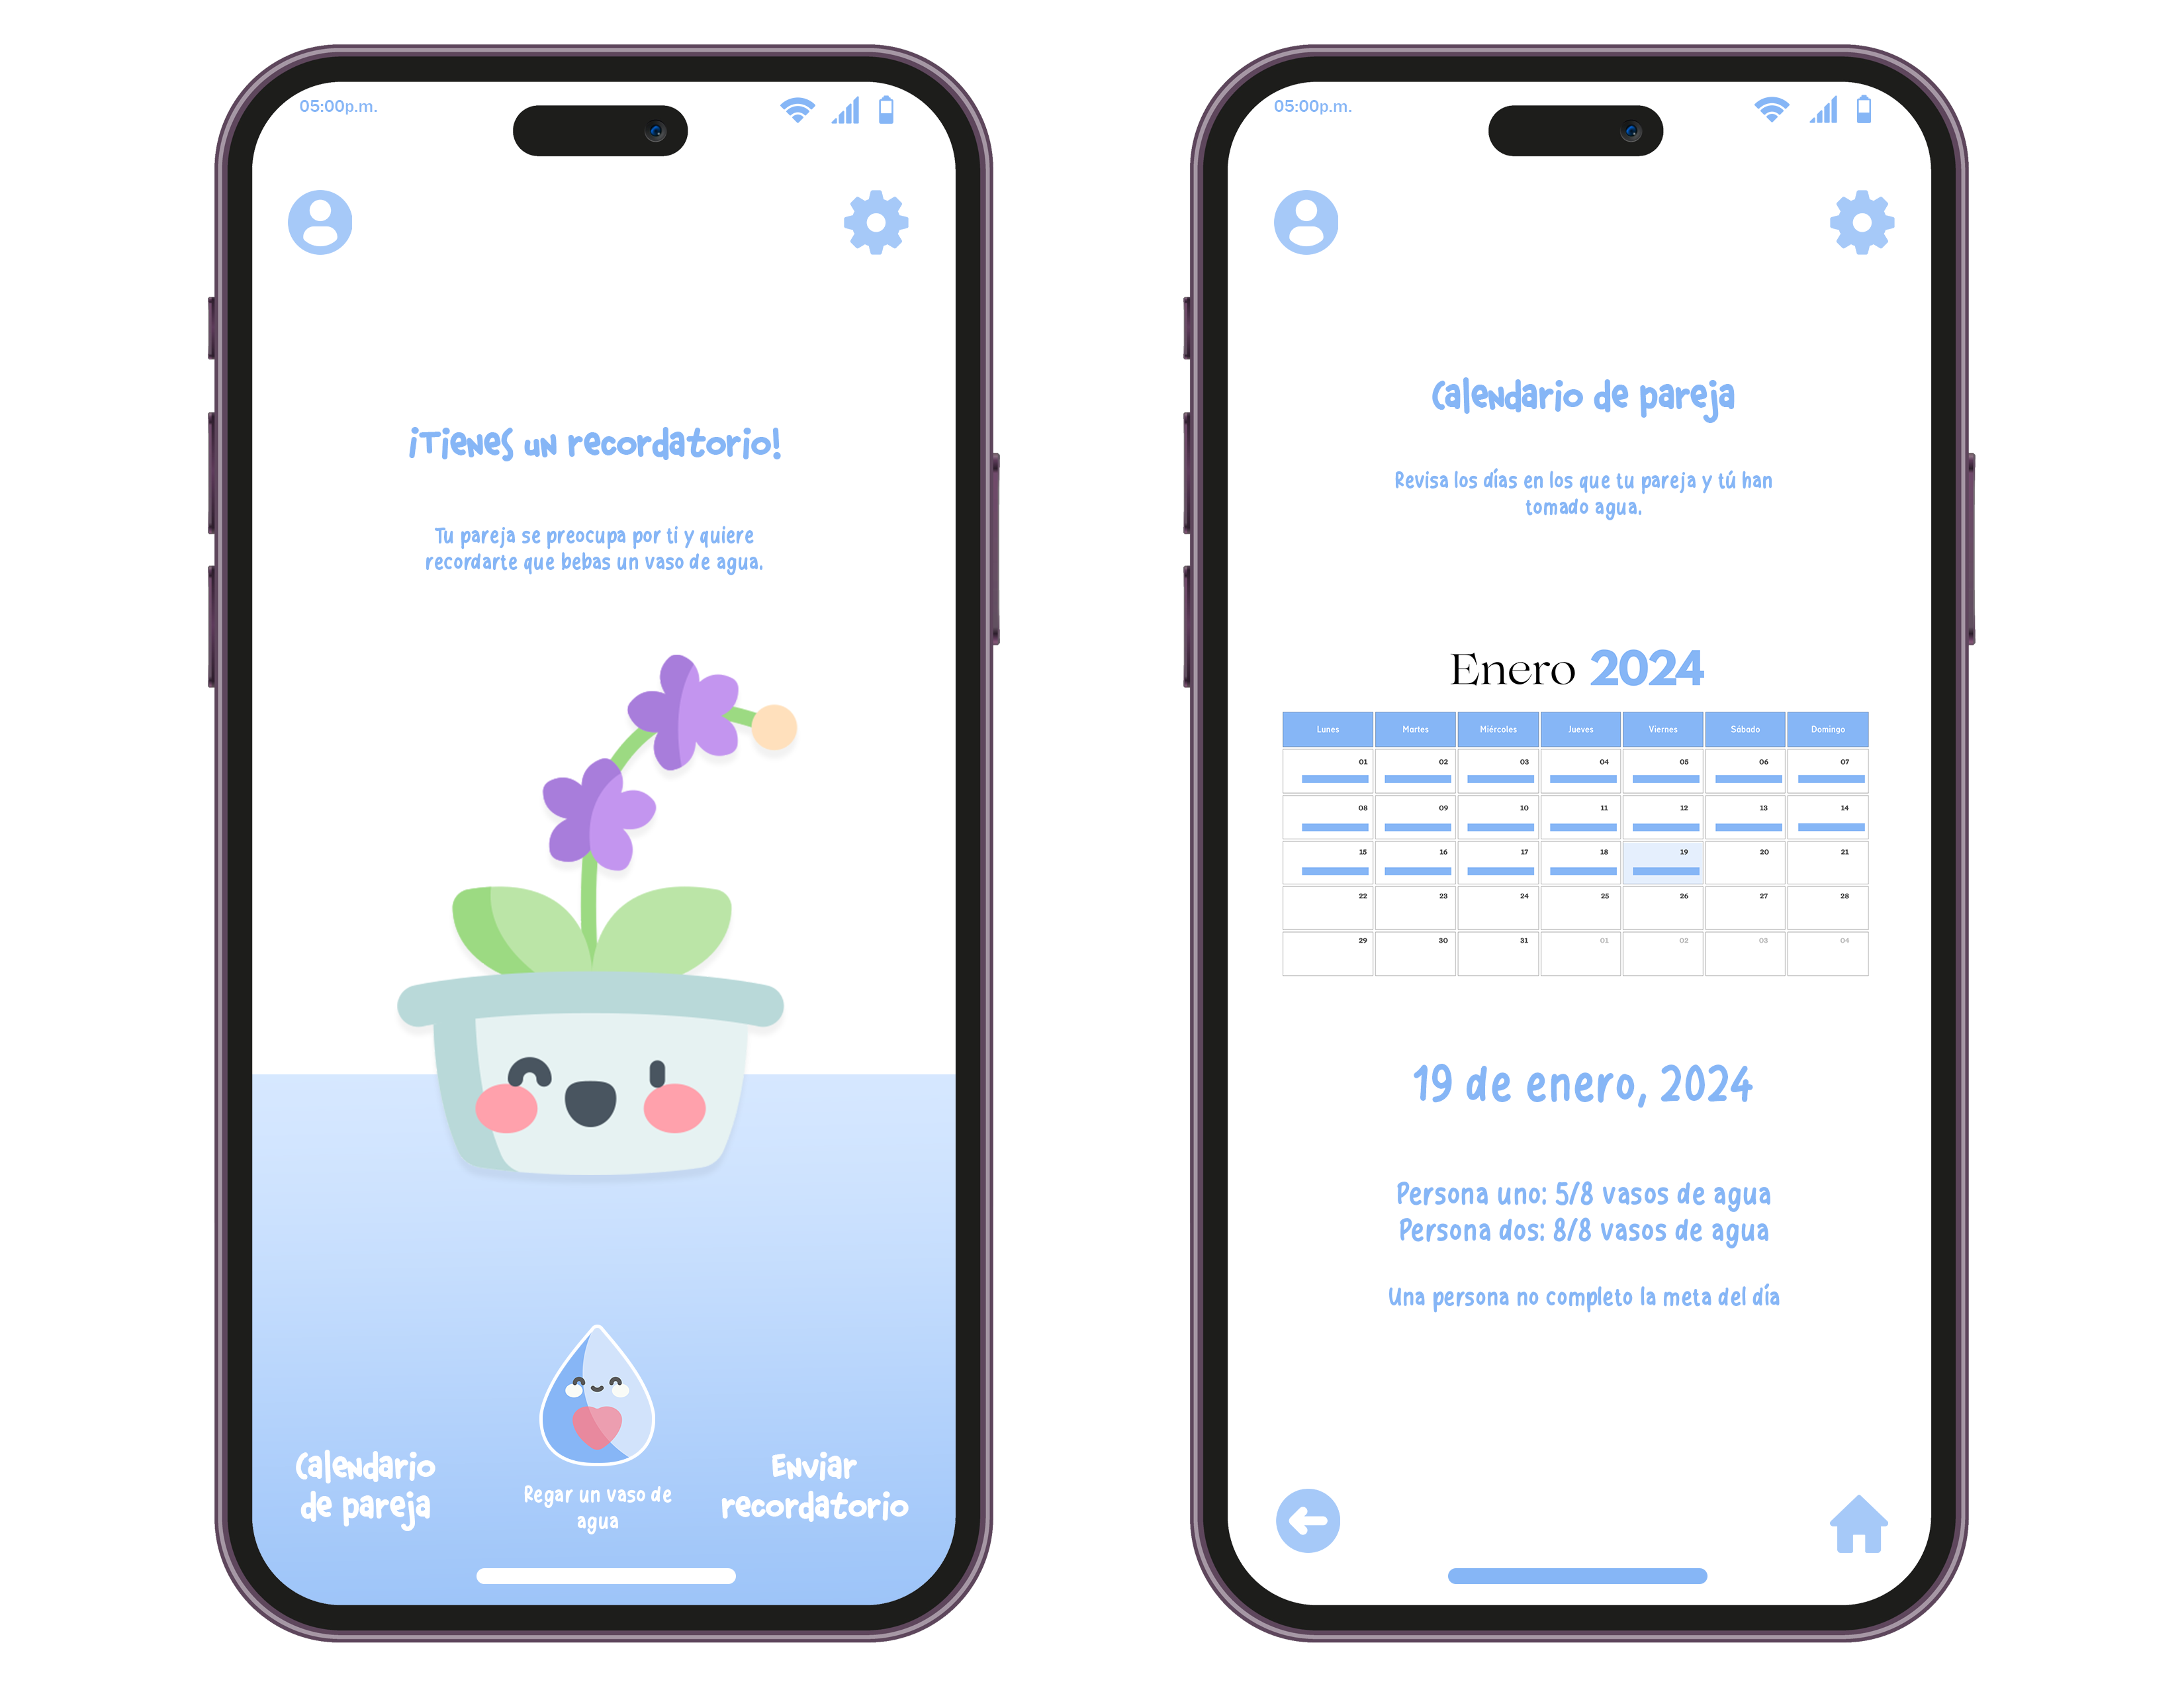 05:00p.m.
¡Tienes un recordatorio!
Tu pareja se preocupa por ti y quiere
recordarte que bebas un vaso de agua.
Calendario
de pareja
Regar un vaso de
agua
Enviar
recordatorio
05:00p.m.
Calendario de pareja
Revisa los días en los que tu pareja y tú han
tomado agua.
Enero 2024
Lunes Martes Miércoles Jueves Viernes Sábado Domingo
01 02 03 04 05 06 07
08 09 10 11 12 13 14
15 16 17 18 19 20 21
22 23 24 25 26 27 28
29 30 31 01 02 03 04
19 de enero, 2024
Persona uno: 5/8 vasos de agua
Persona dos: 8/8 vasos de agua
Una persona no completo la meta del día